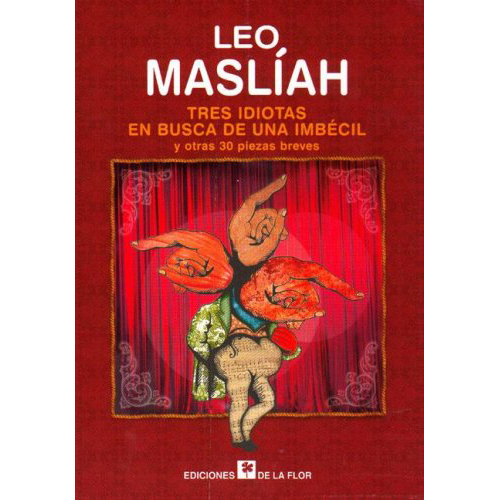 LEO
MASLÍAH
TRES IDIOTAS
EN BUSCA DE UNA IMBÉCIL
y otras 30 piezas breves
EDICIONES DE LA FLOR